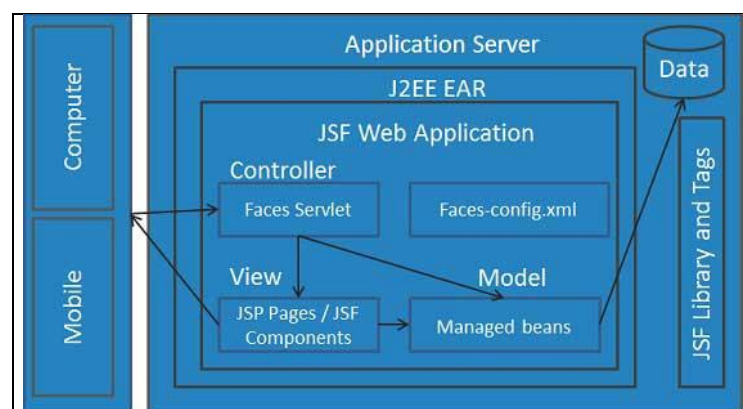 Computer
Mobile
Application Server
J2EE EAR
JSF Web Application
Controller
Faces Servlet
Faces-config.xml
View
JSP Pages / JSF
Components
Model
Managed beans
Data
JSF Library and Tags